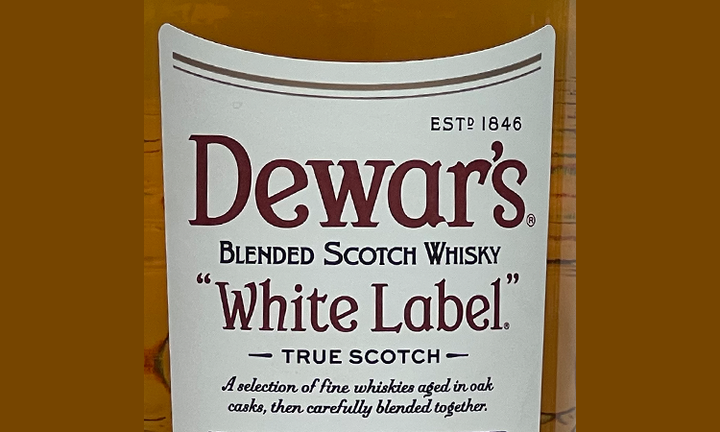 ESTD 1846
Dewar's®
BLENDED SCOTCH WHISKY
"White Label"®
— TRUE SCOTCH —
A selection of fine whiskies aged in oak
casks, then carefully blended together.